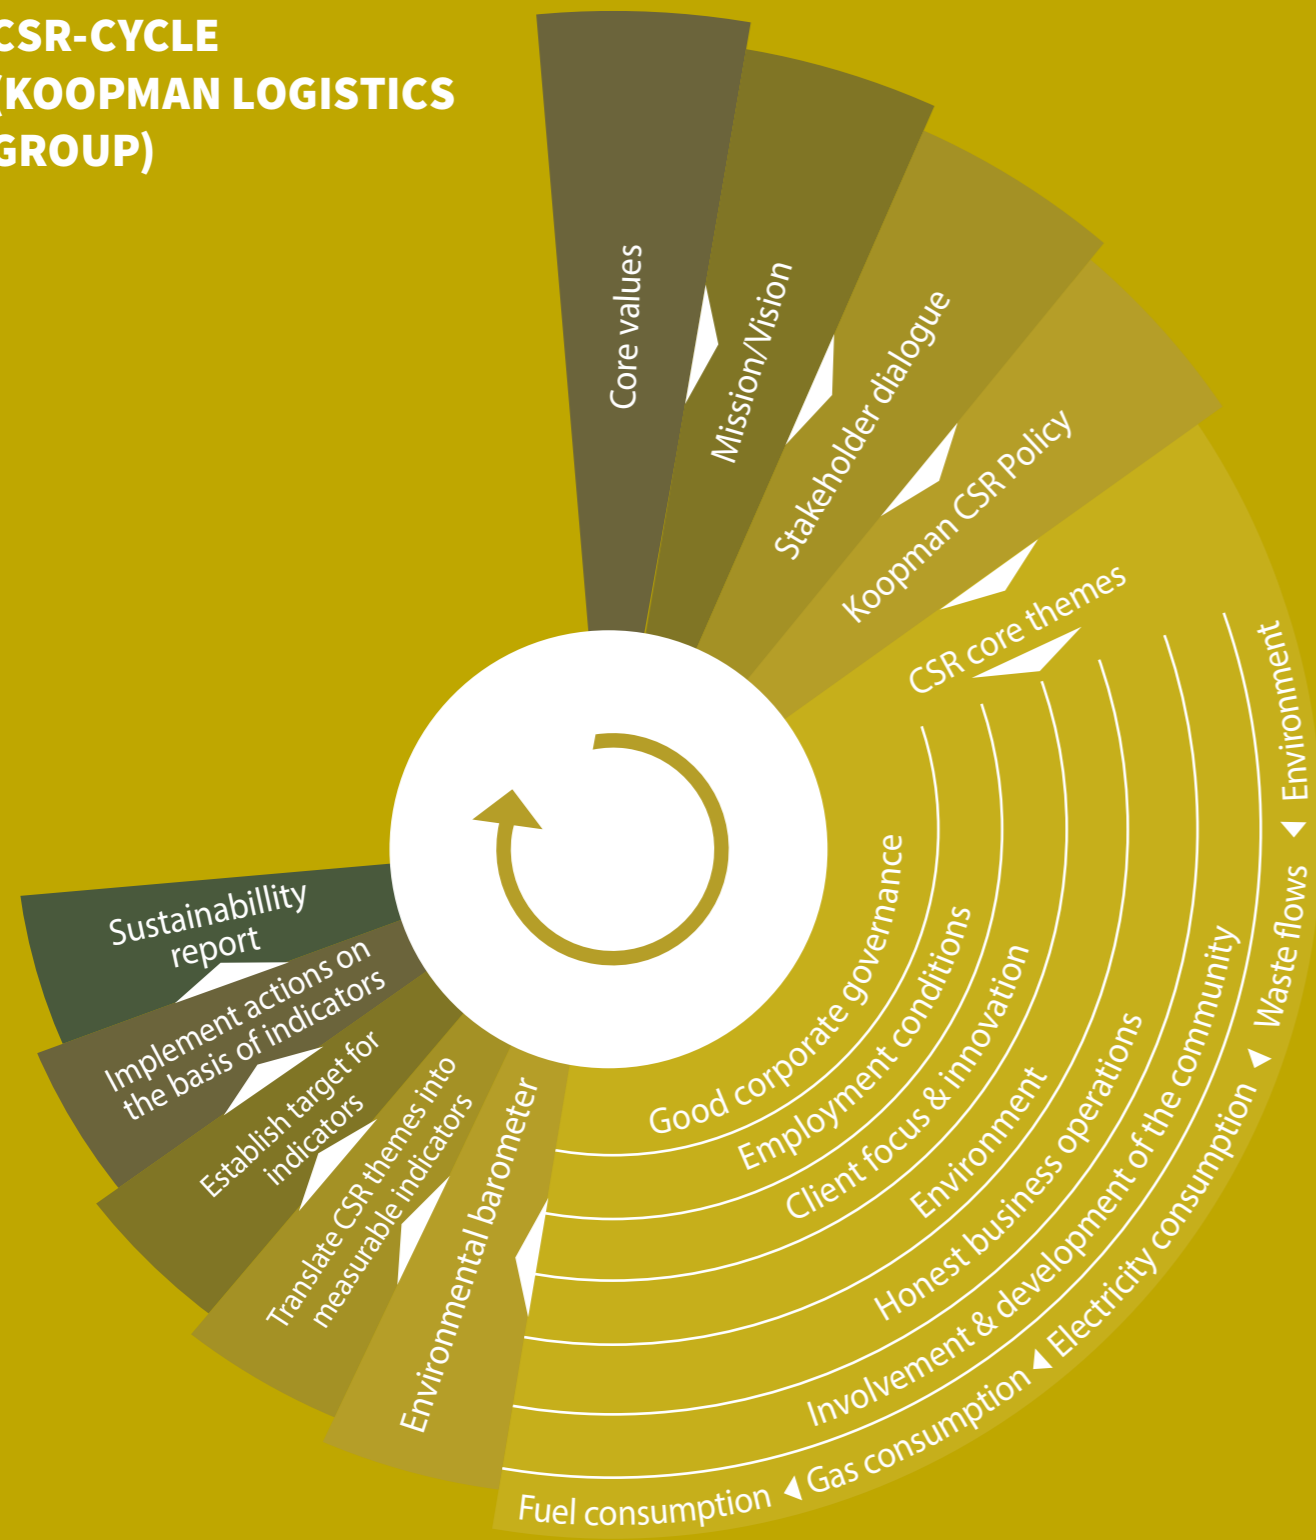 CSR-CYCLE
(KOOPMAN LOGISTICS
GROUP)
Core values
Mission/Vision
Stakeholder dialogue
Koopman CSR Policy
CSR core themes
Good corporate governance
Employment conditions
Client focus & innovation
Environment
Honest business operations
Involvement & development of the community
Environment
Waste flows
Electricity consumption
Gas consumption
Fuel consumption
Environmental barometer
Translate CSR themes into
measurable indicators
Establish target for
indicators
Implement actions on
the basis of indicators
Sustainabillity
report